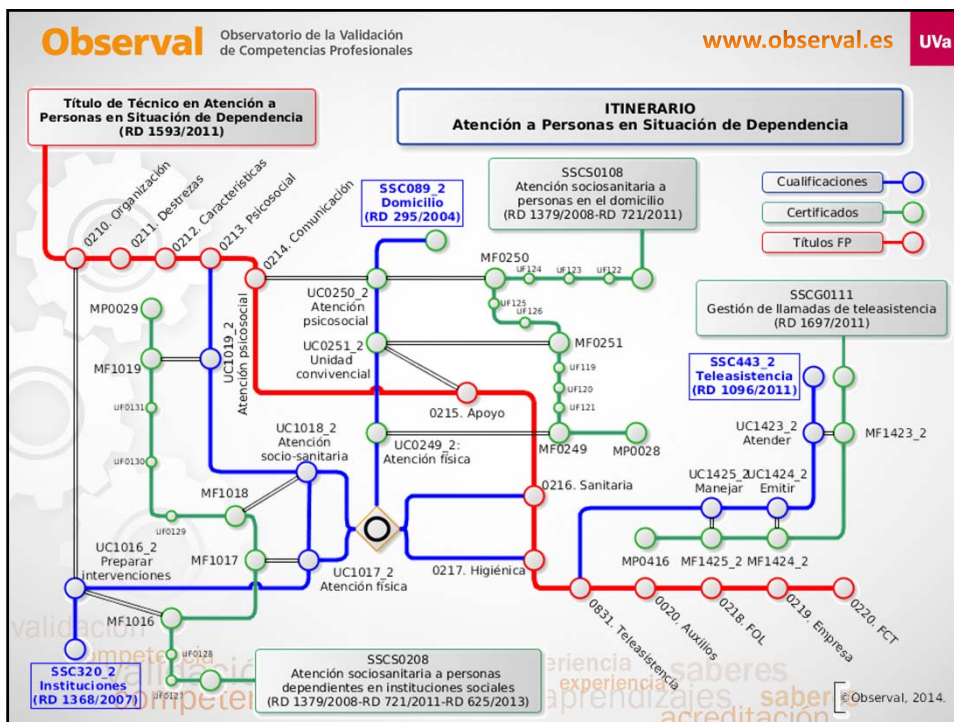 Observal
Observatorio de la Validación
de Competencias Profesionales
www.observal.es
UVa
Título de Técnico en Atención a
Personas en Situación de Dependencia
(RD 1593/2011)
ITINERARIO
Atención a Personas en Situación de Dependencia
Cualificaciones
Certificados
Títulos FP
0210. Organización
0211. Destrezas
0212. Características
0213. Psicosocial
0214. Comunicación
SSC089_2
Domicilio
(RD 295/2004)
SSCS0108
Atención sociosanitaria a
personas en el domicilio
(RD 1379/2008-RD 721/2011)
MF0250
UF124
UF123
UF122
UF125
UF126
UC0250_2
Atención
psicosocial
UC0251_2
Unidad
convivencial
MF0251
UF119
UF120
UF121
SSCG0111
Gestión de llamadas de teleasistencia
(RD 1697/2011)
SSC443_2
Teleasistencia
(RD 1096/2011)
MP0029
MF1019
UC1019_2
Atención psicosocial
UF0131
UF0130
UF0129
0215. Apoyo
UC0249_2:
Atención física
MF0249
MP0028
UC1423_2
Atender
MF1423_2
UC1018_2
Atención
socio-sanitaria
MF1018
UC1425_2
Manejar
UC1424_2
Emitir
0216. Sanitaria
UC1016_2
Preparar
intervenciones
MF1017
UC1017_2
Atención física
0217. Higiénica
MP0416
MF1425_2
MF1424_2
MF1016
UF0128
UF0127
0831. Teleasistencia
0020. Auxilios
0218. FOL
0219. Empresa
0220. FCT
SSC320_2
Instituciones
(RD 1368/2007)
SSCS0208
Atención sociosanitaria a personas
dependientes en instituciones sociales
(RD 1379/2008-RD 721/2011-RD 625/2013)
validación
competencia
experiencia
saberes
aprendizajes
acreditación
©Observal, 2014.